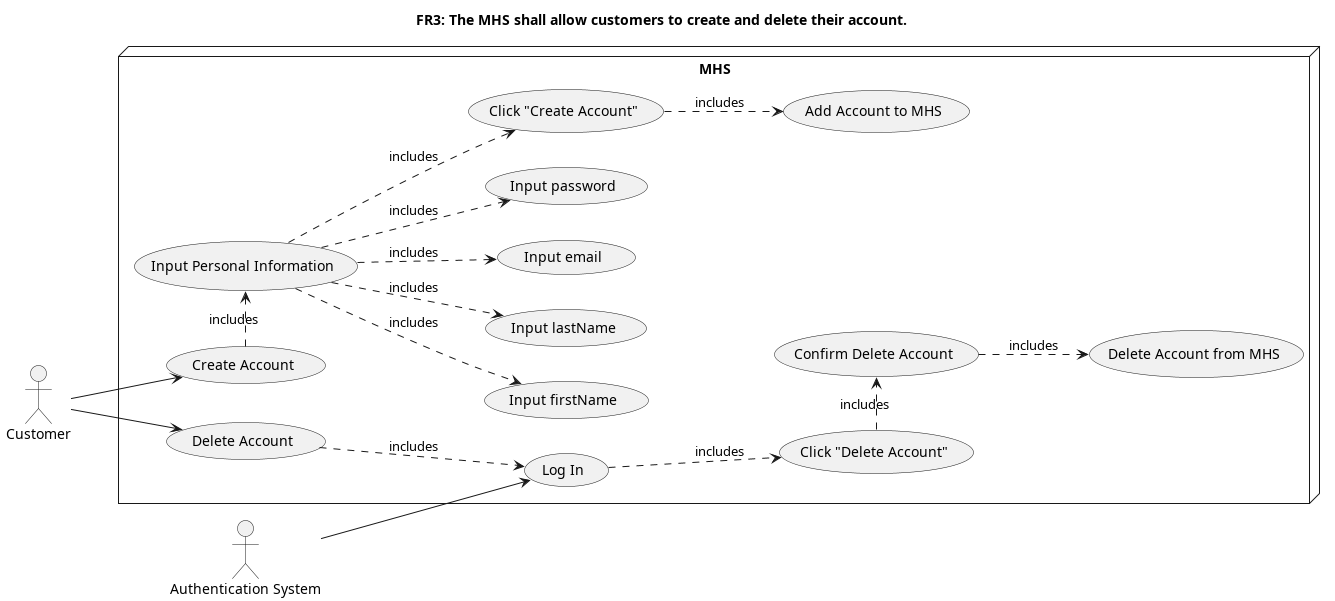 FR3: The MHS shall allow customers to create and delete their account.
MHS
Click "Create Account"
includes
Add Account to MHS
includes
Input password
includes
Input Personal Information
includes
Input email
includes
Input lastName
includes
includes
Input firstName
Create Account
Confirm Delete Account
includes
Delete Account from MHS
includes
Customer
Delete Account
includes
Log In
includes
Click "Delete Account"
Authentication System